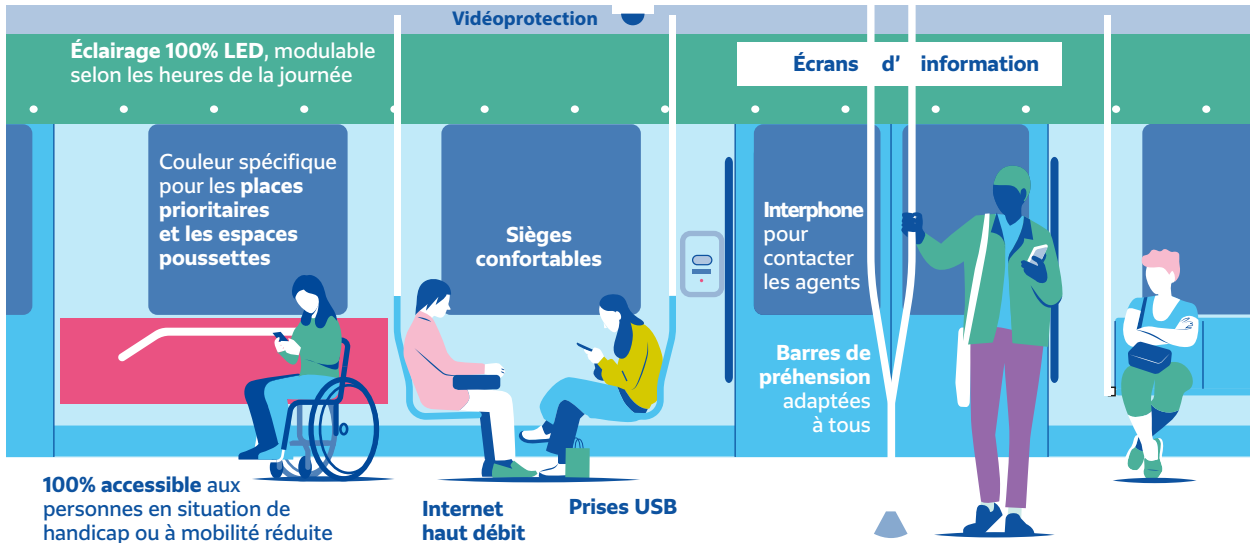 Vidéoprotection
Éclairage 100% LED, modulable
selon les heures de la journée
Écrans d’ information
Couleur spécifique
pour les places
prioritaires
et les espaces
poussettes
Sièges
confortables
Interphone
pour
contacter
les agents
Barres de
préhension
adaptées
à tous
100% accessible aux
personnes en situation de
handicap ou à mobilité réduite
Internet
haut débit
Prises USB